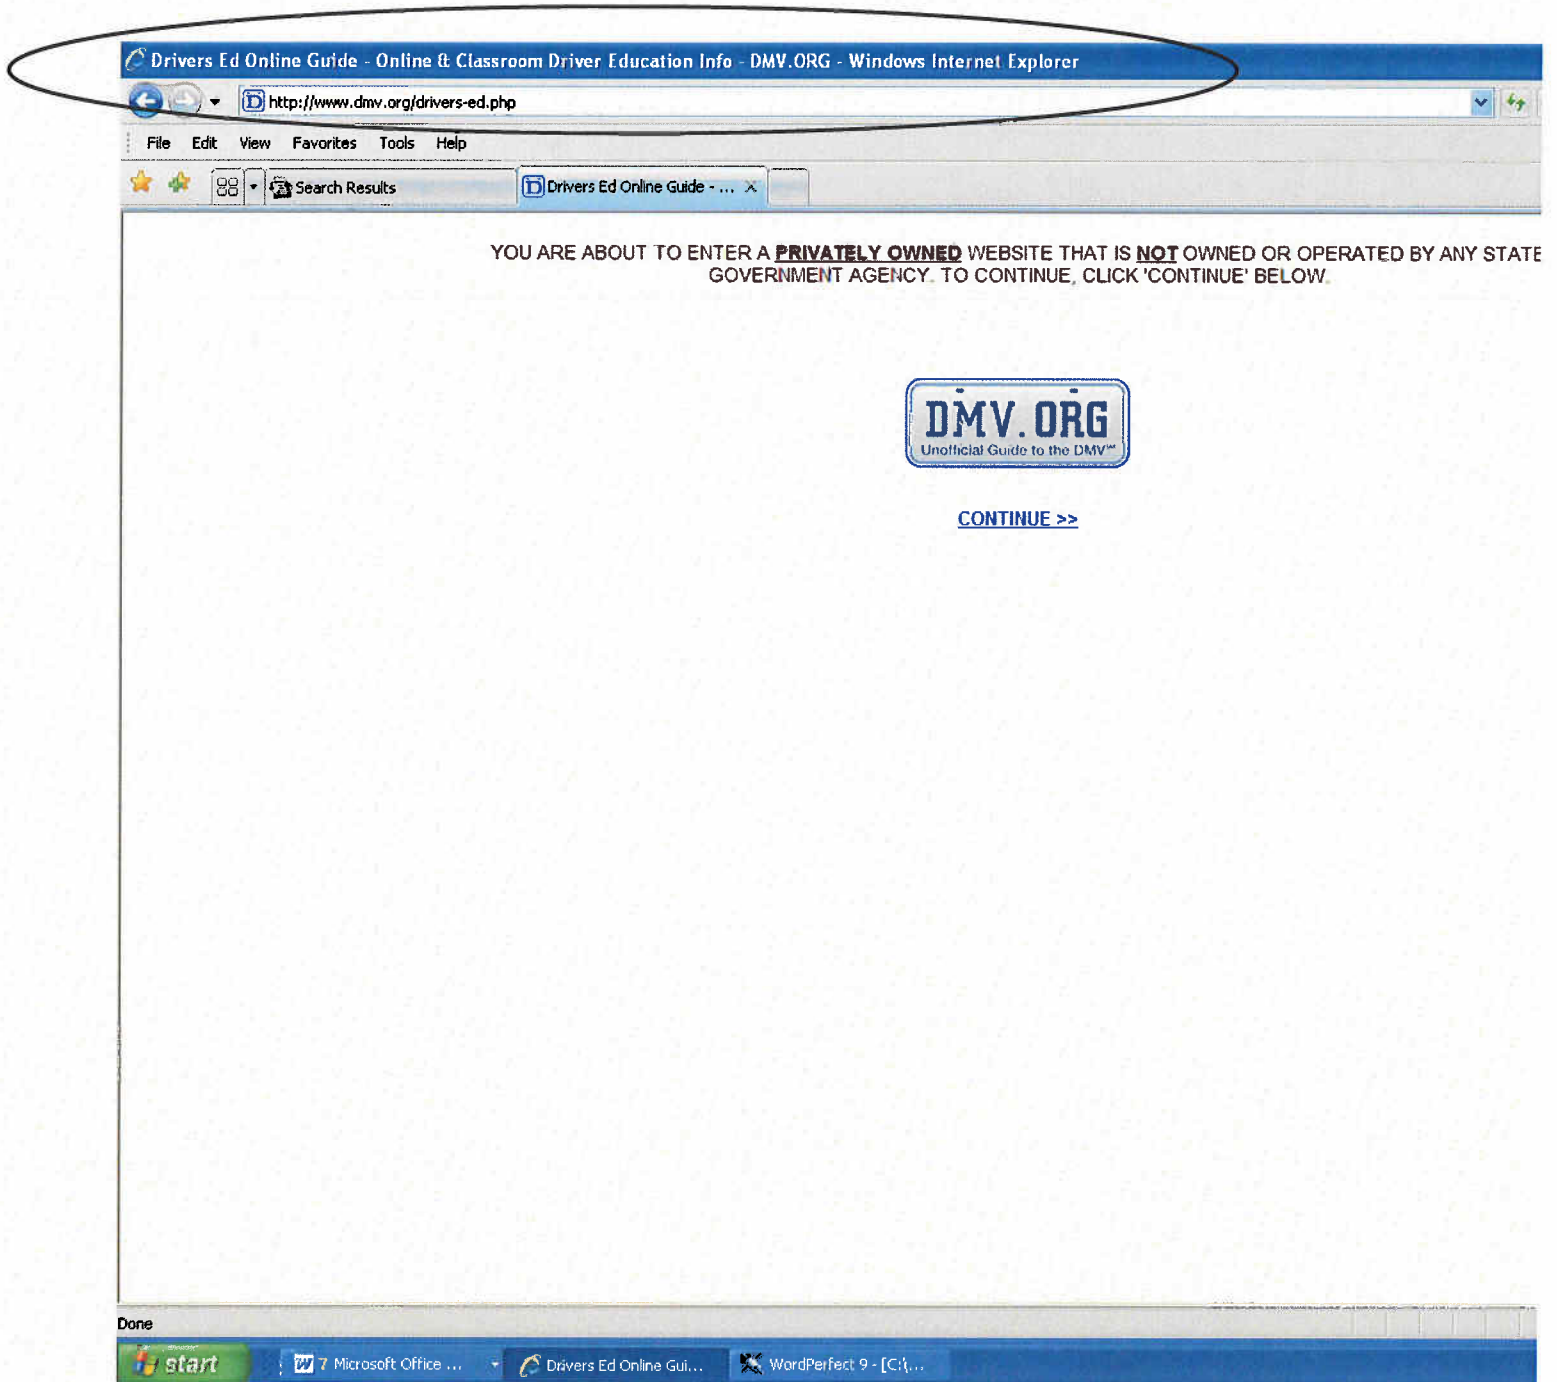 Drivers Ed Online Guide - Online & Classroom Driver Education Info - DMV.ORG - Windows Internet Explorer
http://www.dmv.org/drivers-ed.php
File Edit View Favorites Tools Help
Search Results Drivers Ed Online Guide - ... X
YOU ARE ABOUT TO ENTER A PRIVATELY OWNED WEBSITE THAT IS NOT OWNED OR OPERATED BY ANY STATE
GOVERNMENT AGENCY. TO CONTINUE, CLICK 'CONTINUE' BELOW.
DMV.ORG
Unofficial Guide to the DMV℠
CONTINUE >>
Done
start 7 Microsoft Office ... Drivers Ed Online Gui... WordPerfect 9 - [C:\...